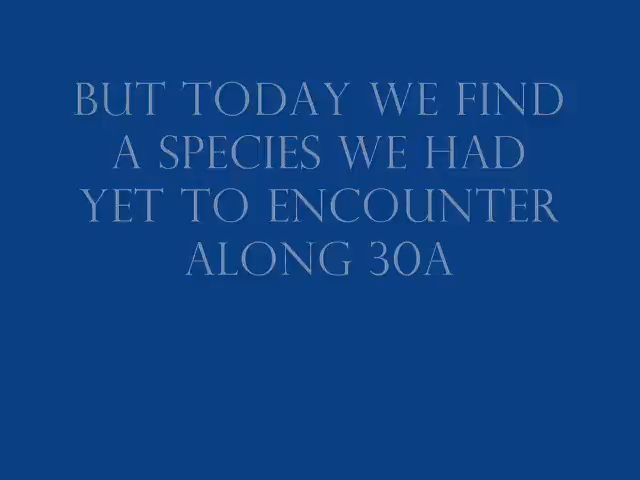 BUT TODAY WE FIND
A SPECIES WE HAD
YET TO ENCOUNTER
ALONG 30A